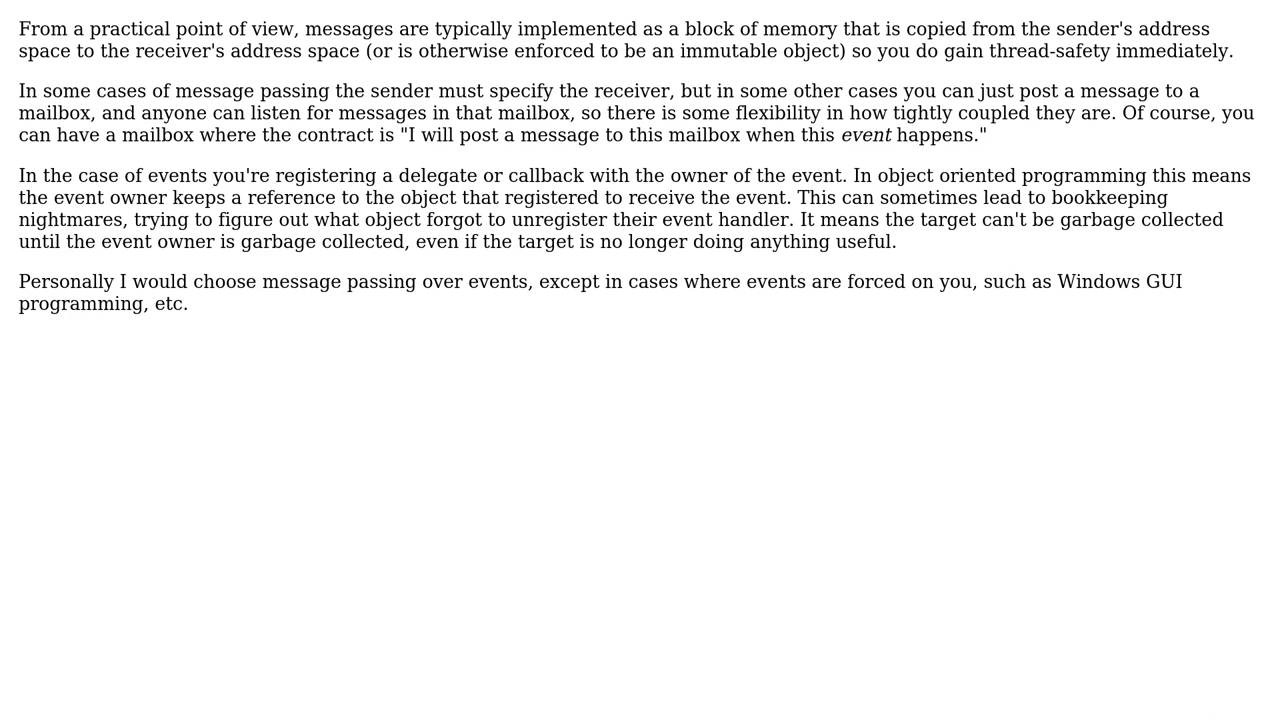 From a practical point of view, messages are typically implemented as a block of memory that is copied from the sender's address
space to the receiver's address space (or is otherwise enforced to be an immutable object) so you do gain thread-safety immediately.
In some cases of message passing the sender must specify the receiver, but in some other cases you can just post a message to a
mailbox, and anyone can listen for messages in that mailbox, so there is some flexibility in how tightly coupled they are. Of course, you
can have a mailbox where the contract is "I will post a message to this mailbox when this event happens."
In the case of events you're registering a delegate or callback with the owner of the event. In object oriented programming this means
the event owner keeps a reference to the object that registered to receive the event. This can sometimes lead to bookkeeping
nightmares, trying to figure out what object forgot to unregister their event handler. It means the target can't be garbage collected
until the event owner is garbage collected, even if the target is no longer doing anything useful.
Personally I would choose message passing over events, except in cases where events are forced on you, such as Windows GUI
programming, etc.